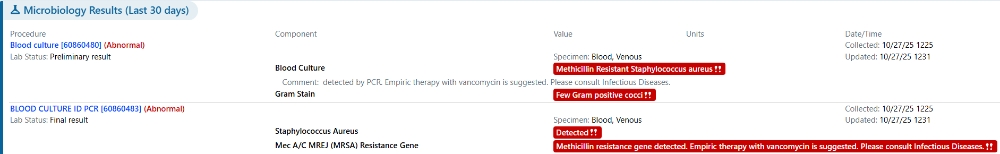 Microbiology Results (Last 30 days)
Procedure Component Value Units Date/Time
Blood culture [60860480] (Abnormal) Collected: 10/27/25 1225
Lab Status: Preliminary result Specimen: Blood, Venous Updated: 10/27/25 1231
Blood Culture Methicillin Resistant Staphylococcus aureus !!
Comment: detected by PCR. Empiric therapy with vancomycin is suggested. Please consult Infectious Diseases.
Gram Stain Few Gram positive cocci !!
BLOOD CULTURE ID PCR [60860483] (Abnormal) Collected: 10/27/25 1225
Lab Status: Final result Specimen: Blood, Venous Updated: 10/27/25 1231
Staphylococcus Aureus Detected !!
Mec A/C MREJ (MRSA) Resistance Gene Methicillin resistance gene detected. Empiric therapy with vancomycin is suggested. Please consult Infectious Diseases. !!